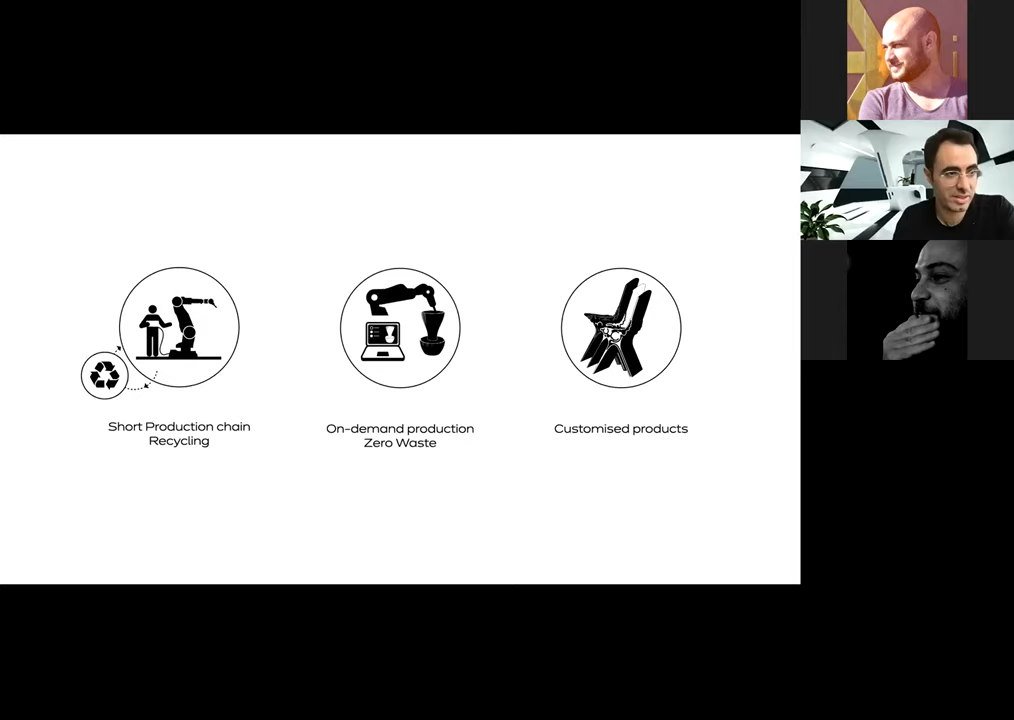 Short Production chain
Recycling
On-demand production
Zero Waste
Customised products